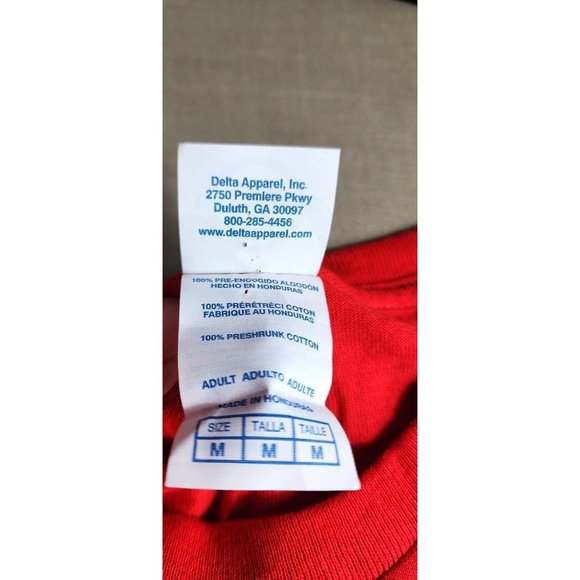 Delta Apparel, Inc.
2750 Premiere Pkwy
Duluth, GA 30097
800-285-4456
www.deltaapparel.com
100% PRE-ENCOGIDO ALGODÓN
HECHO EN HONDURAS
100% PRÉRÉTRÉCI COTON
FABRIQUE AU HONDURAS
100% PRESHRUNK COTTON
ADULT ADULTO ADULTE
MADE IN HONDURAS
SIZE TALLA TAILLE
M M M